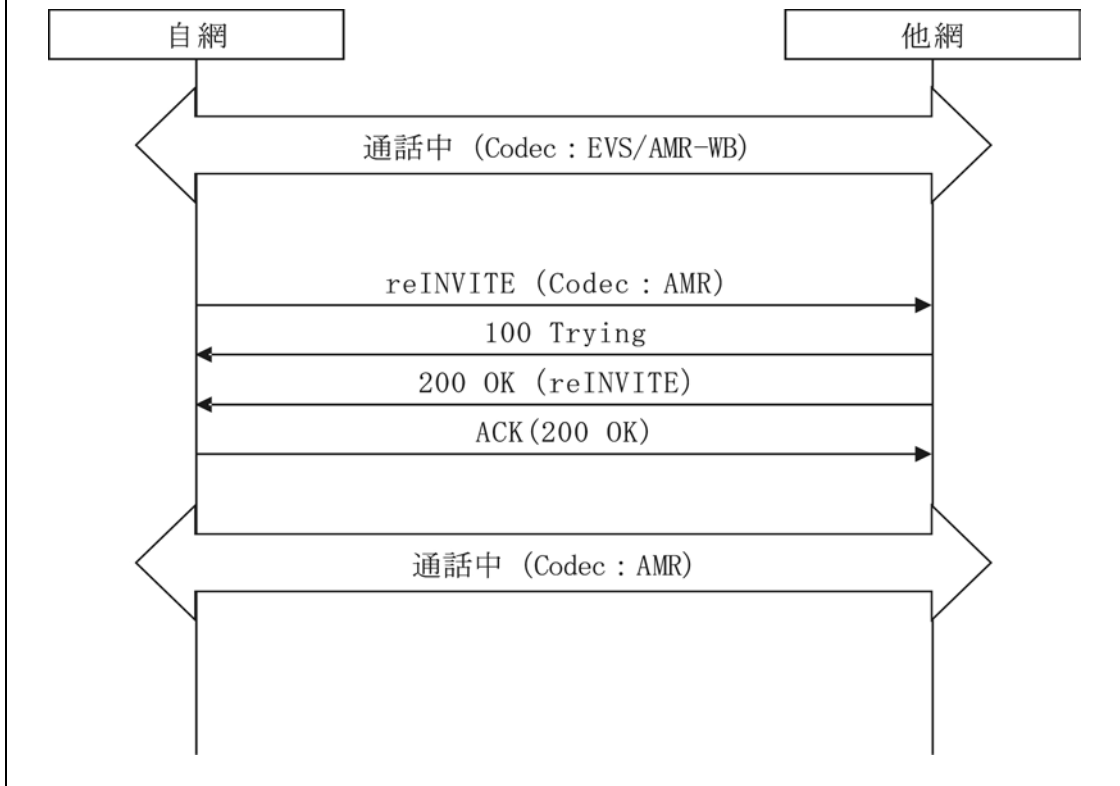 自網
他網
通話中 (Codec：EVS/AMR-WB)
reINVITE (Codec：AMR)
100 Trying
200 OK (reINVITE)
ACK(200 OK)
通話中 (Codec：AMR)